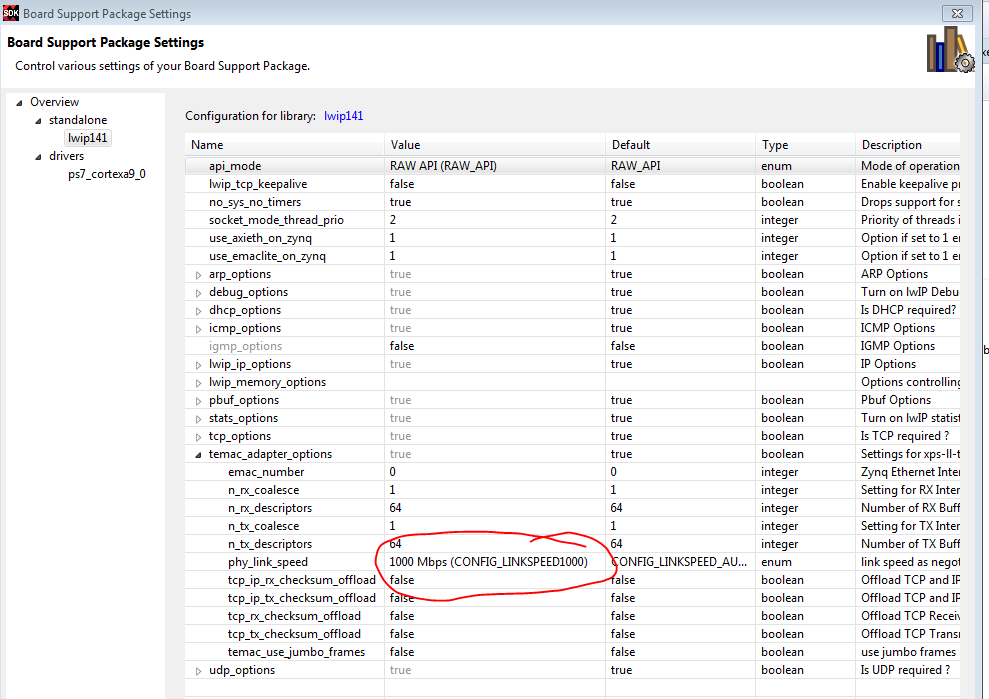 SDK Board Support Package Settings
Board Support Package Settings
Control various settings of your Board Support Package.
Overview
standalone
lwip141
drivers
ps7_cortexa9_0
Configuration for library: lwip141
Name Value Default Type Description
api_mode RAW API (RAW_API) RAW_API enum Mode of operation
lwip_tcp_keepalive false false boolean Enable keepalive pr
no_sys_no_timers true true boolean Drops support for s
socket_mode_thread_prio 2 2 integer Priority of threads i
use_axieth_on_zynq 1 1 integer Option if set to 1 e
use_emaclite_on_zynq 1 1 integer Option if set to 1 e
arp_options true true boolean ARP Options
debug_options true true boolean Turn on lwIP Debu
dhcp_options true true boolean Is DHCP required?
icmp_options true true boolean ICMP Options
igmp_options false false boolean IGMP Options
lwip_ip_options true true boolean IP Options
lwip_memory_options Options controlling
pbuf_options true true boolean Pbuf Options
stats_options true true boolean Turn on lwIP statist
tcp_options true true boolean Is TCP required ?
temac_adapter_options true true boolean Settings for xps-ll-t
emac_number 0 0 integer Zynq Ethernet Inter
n_rx_coalesce 1 1 integer Setting for RX Inter
n_rx_descriptors 64 64 integer Number of RX Buff
n_tx_coalesce 1 1 integer Setting for TX Inter
n_tx_descriptors 64 64 integer Number of TX Buff
phy_link_speed 1000 Mbps (CONFIG_LINKSPEED1000) CONFIG_LINKSPEED_AU... enum link speed as negot
tcp_ip_rx_checksum_offload false false boolean Offload TCP and IP
tcp_ip_tx_checksum_offload false false boolean Offload TCP and IP
tcp_rx_checksum_offload false false boolean Offload TCP Receiv
tcp_tx_checksum_offload false false boolean Offload TCP Transm
temac_use_jumbo_frames false false boolean use jumbo frames
udp_options true true boolean Is UDP required ?